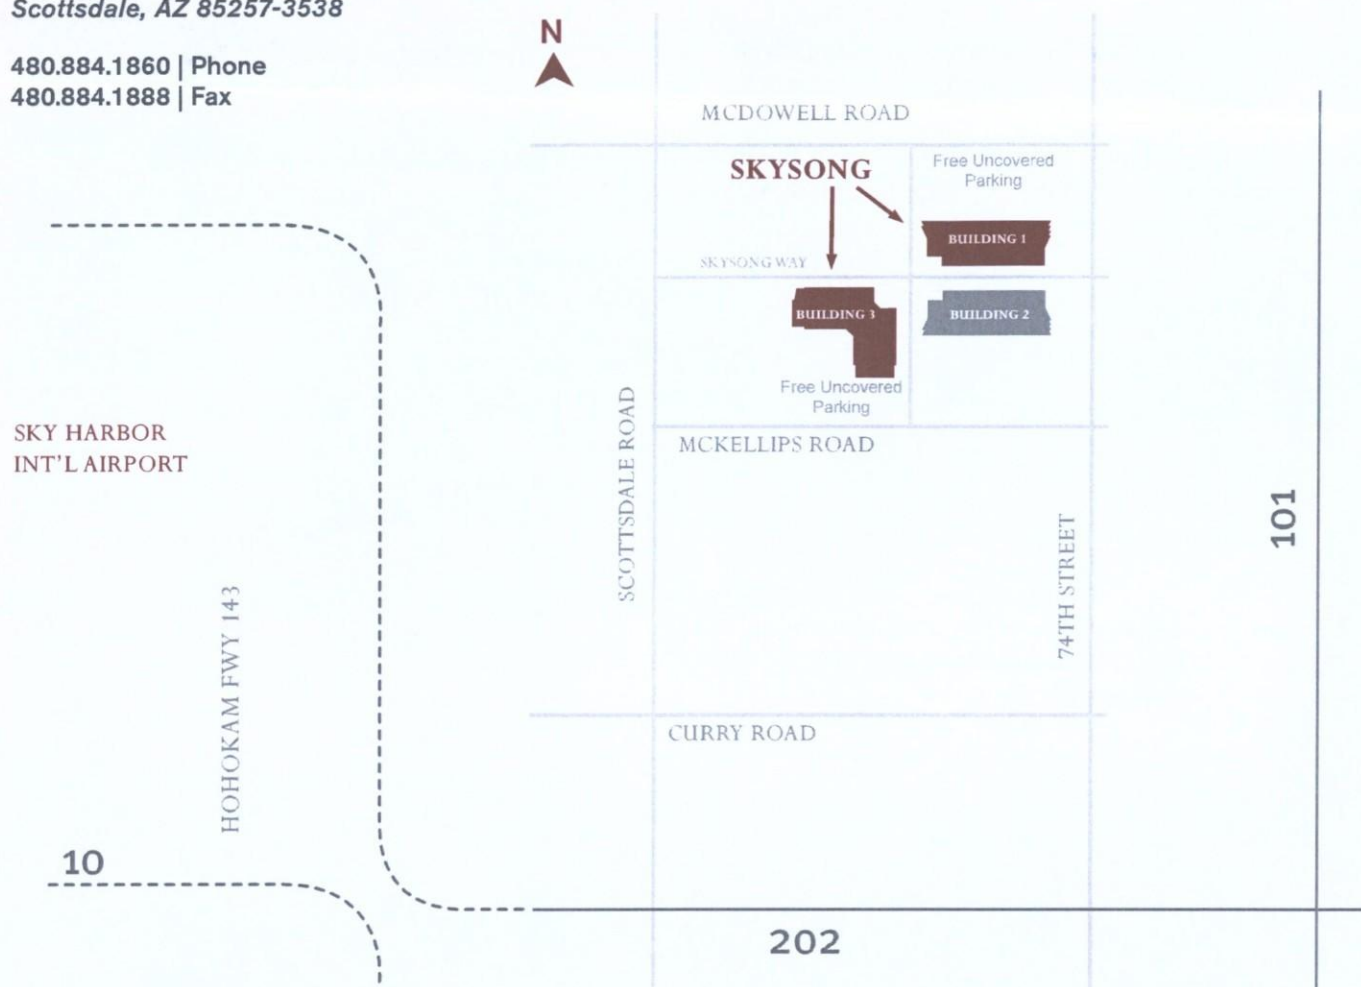 Scottsdale, AZ 85257-3538
480.884.1860 | Phone
480.884.1888 | Fax
N
MCDOWELL ROAD
SKYSONG
Free Uncovered
Parking
BUILDING 1
SKYSONG WAY
BUILDING 3
BUILDING 2
Free Uncovered
Parking
SCOTTSDALE ROAD
MCKELLIPS ROAD
SKY HARBOR
INT'L AIRPORT
101
74TH STREET
HOHOKAM FWY 143
CURRY ROAD
10
202